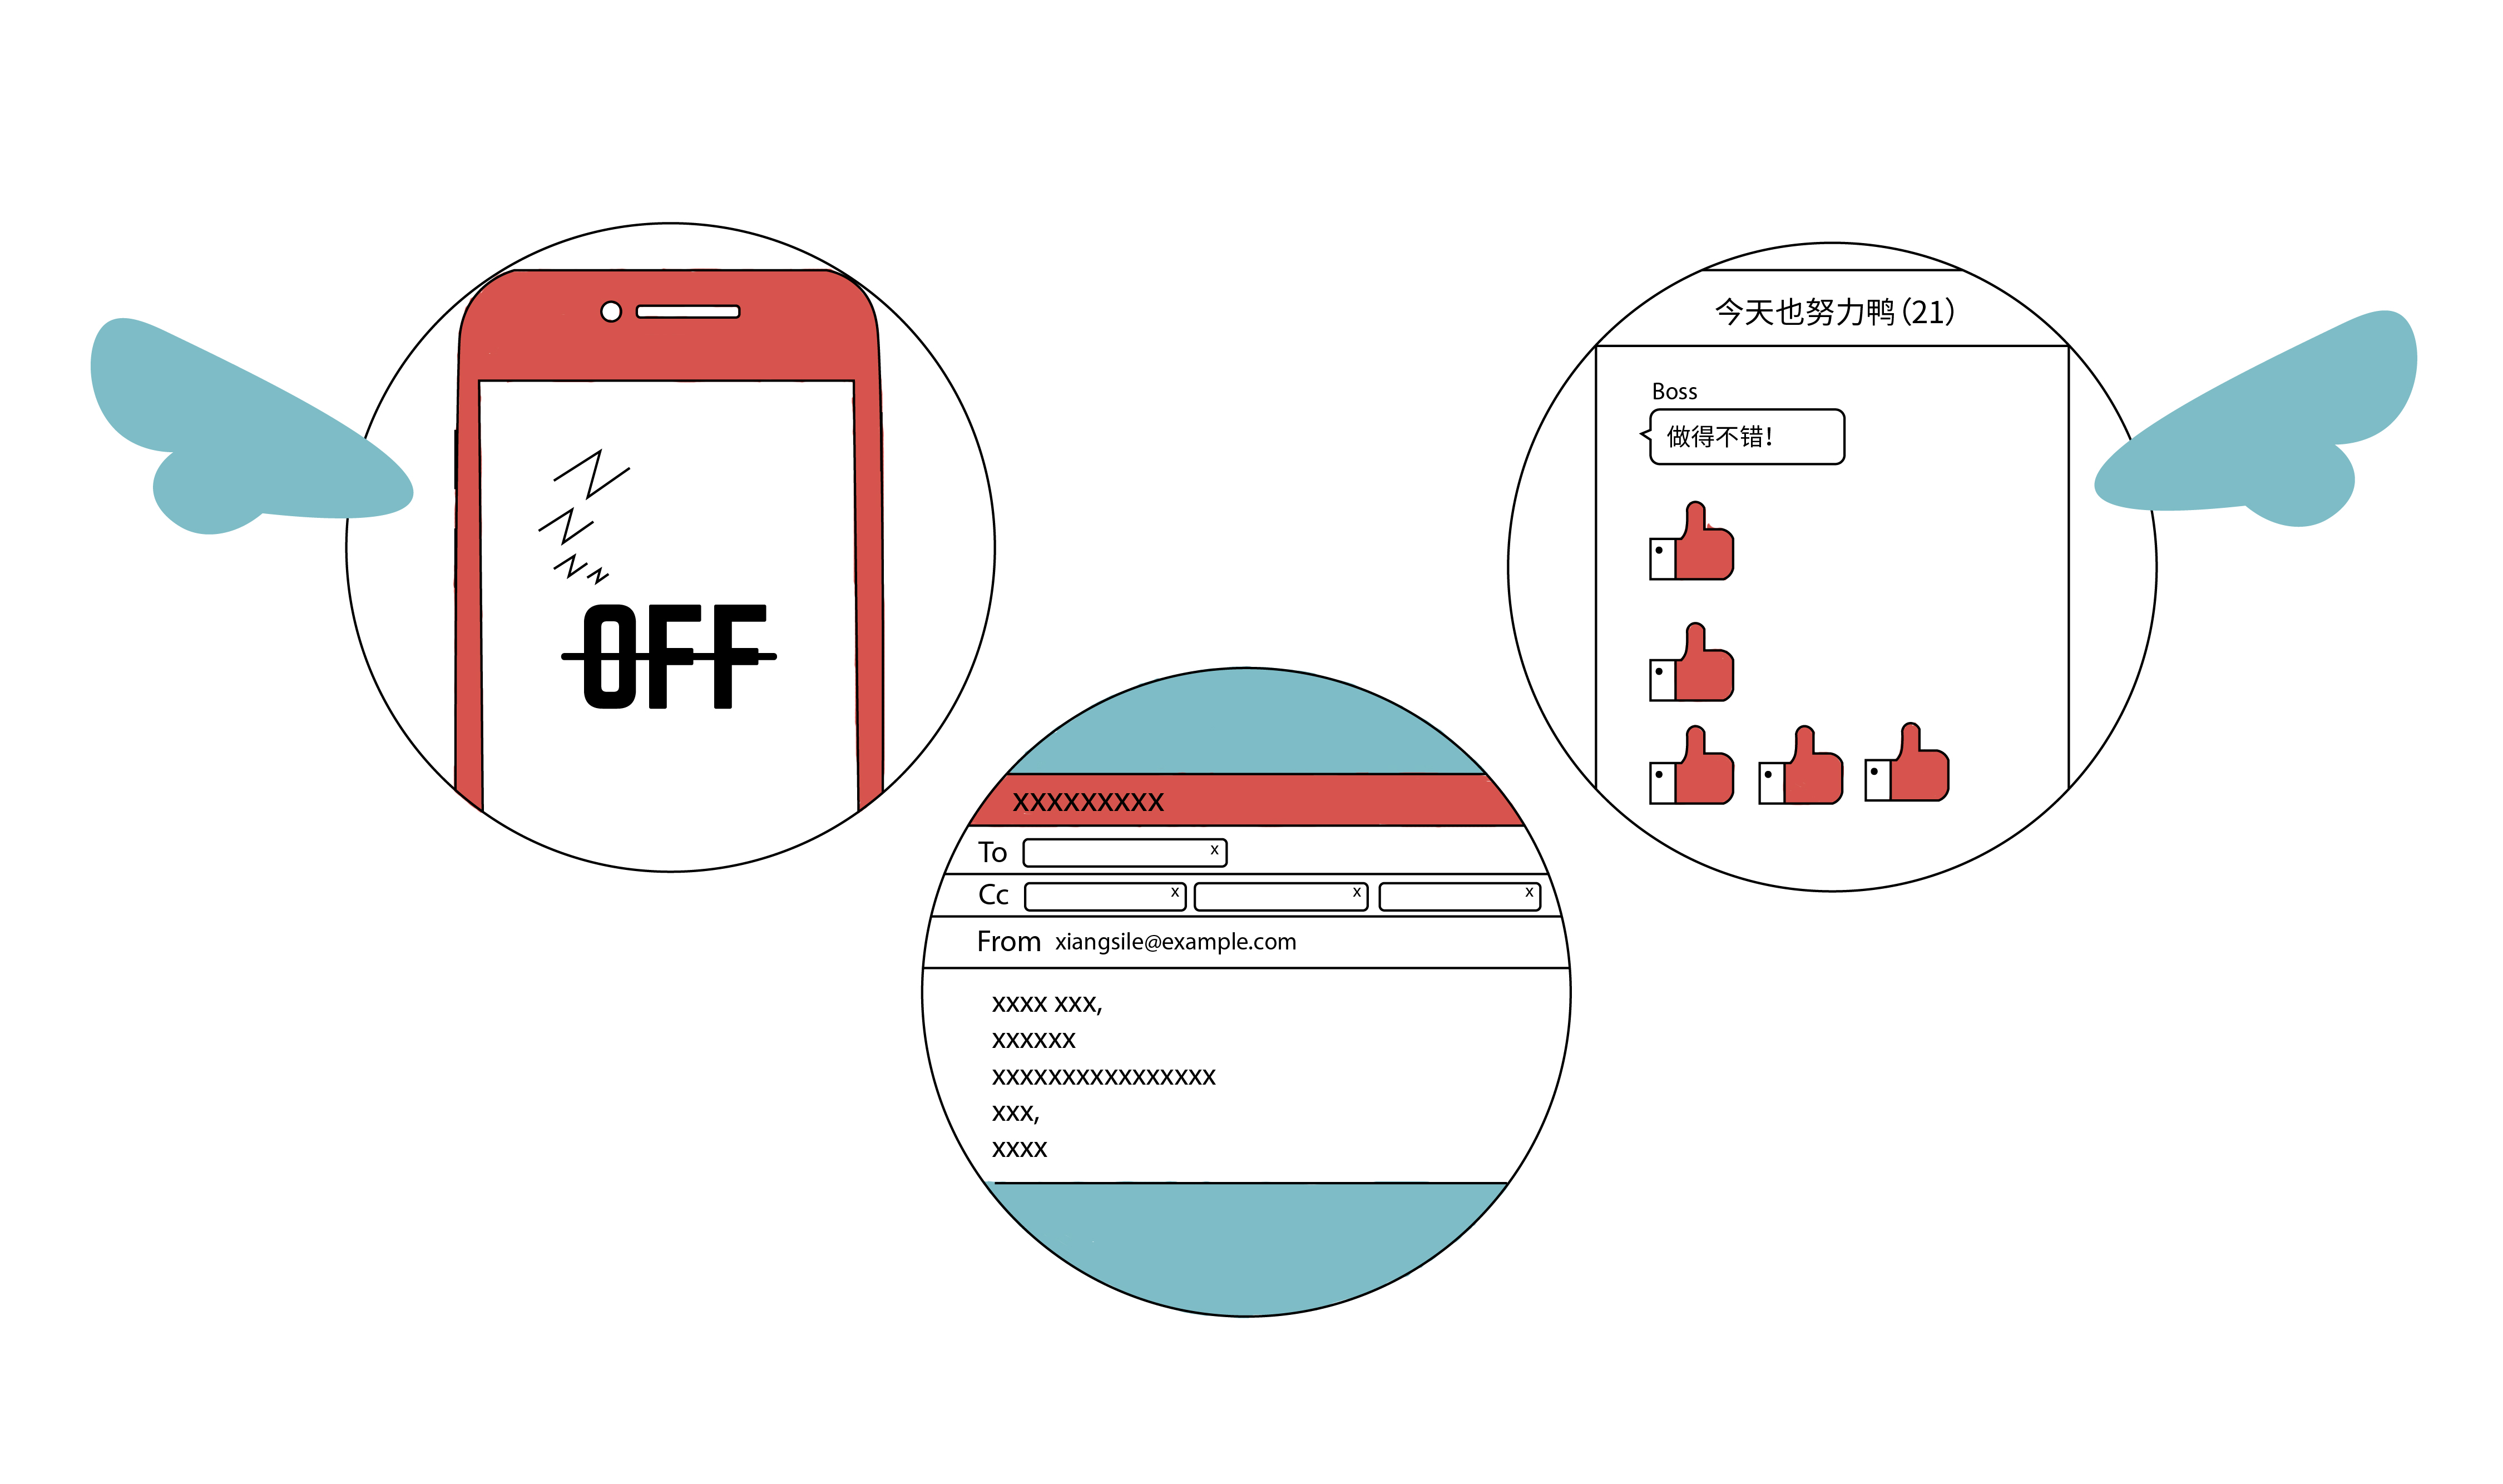 OFF
今天也努力鸭(21)
Boss
做得不错！
xxxxxxxxx
To x
Cc x x x
From xiangsile@example.com
xxxx xxx,
xxxxxx
xxxxxxxxxxxxxxxx
xxx,
xxxx